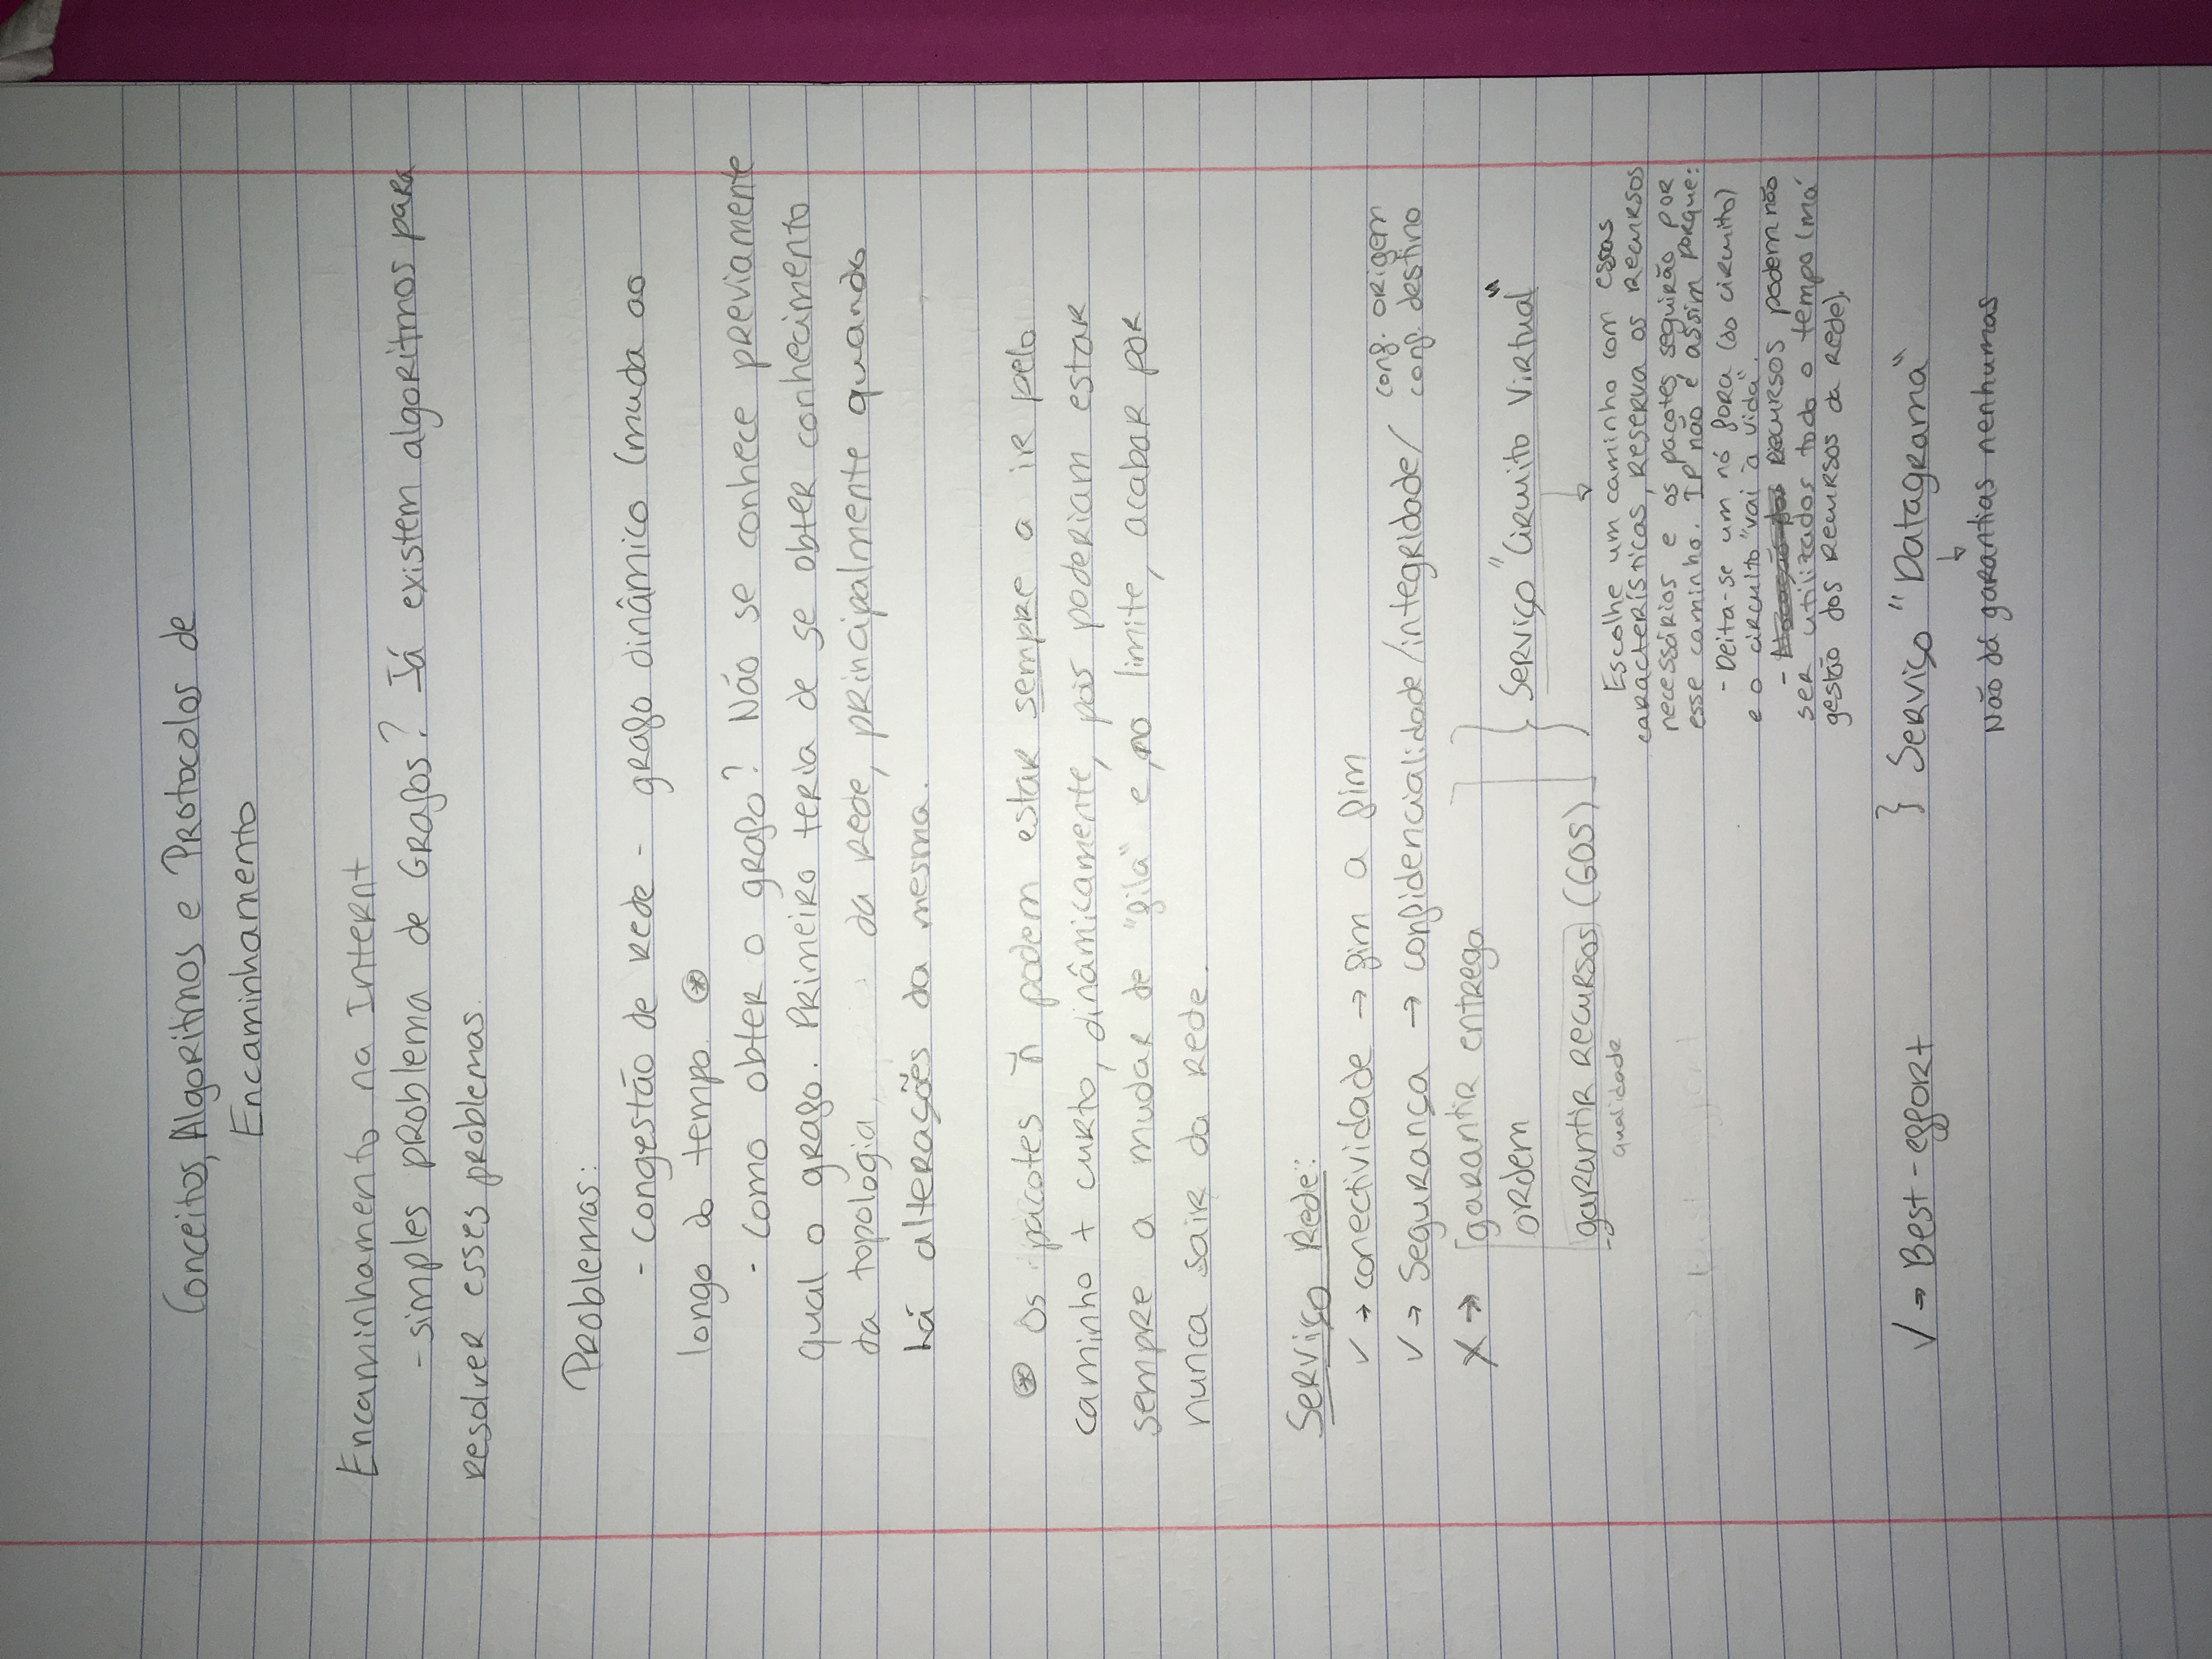 Conceitos, Algoritmos e Protocolos de
Encaminhamento
Encaminhamento na Internt
- simples problema de Grafos? Já existem algoritmos para
resolver esses problemas.
Problemas:
- congestão de rede - grafo dinâmico (muda ao
longo do tempo. ⊛
- como obter o grafo? Não se conhece previamente
qual o grafo. Primeiro teria de se obter conhecimento
da topologia da rede, principalmente quando
há alterações da mesma.
⊛ Os pacotes ñ podem estar sempre a ir pelo
caminho + curto, dinâmicamente, pois poderiam estar
sempre a mudar de "fila" e, no limite, acabar por
nunca sair da rede.
Serviço Rede:
✓ → conectividade → fim a fim
✓ → Segurança → confidencialidade/integridade/ conf. origem
conf. destino
X → garantir entrega
ordem
garantir recursos (GOS)
qualidade
} Serviço "Circuito Virtual"
↓
Escolhe um caminho com essas
características, reserva os recursos
necessários e os pacotes seguirão por
esse caminho. IP não é assim porque:
- Deita-se um nó fora (do circuito)
e o circuito "vai à vida".
- recursos podem não
ser utilizados todo o tempo (má
gestão dos recursos da rede).
✓ → Best-effort } Serviço "Datagrama"
↓
Não dá garantias nenhumas